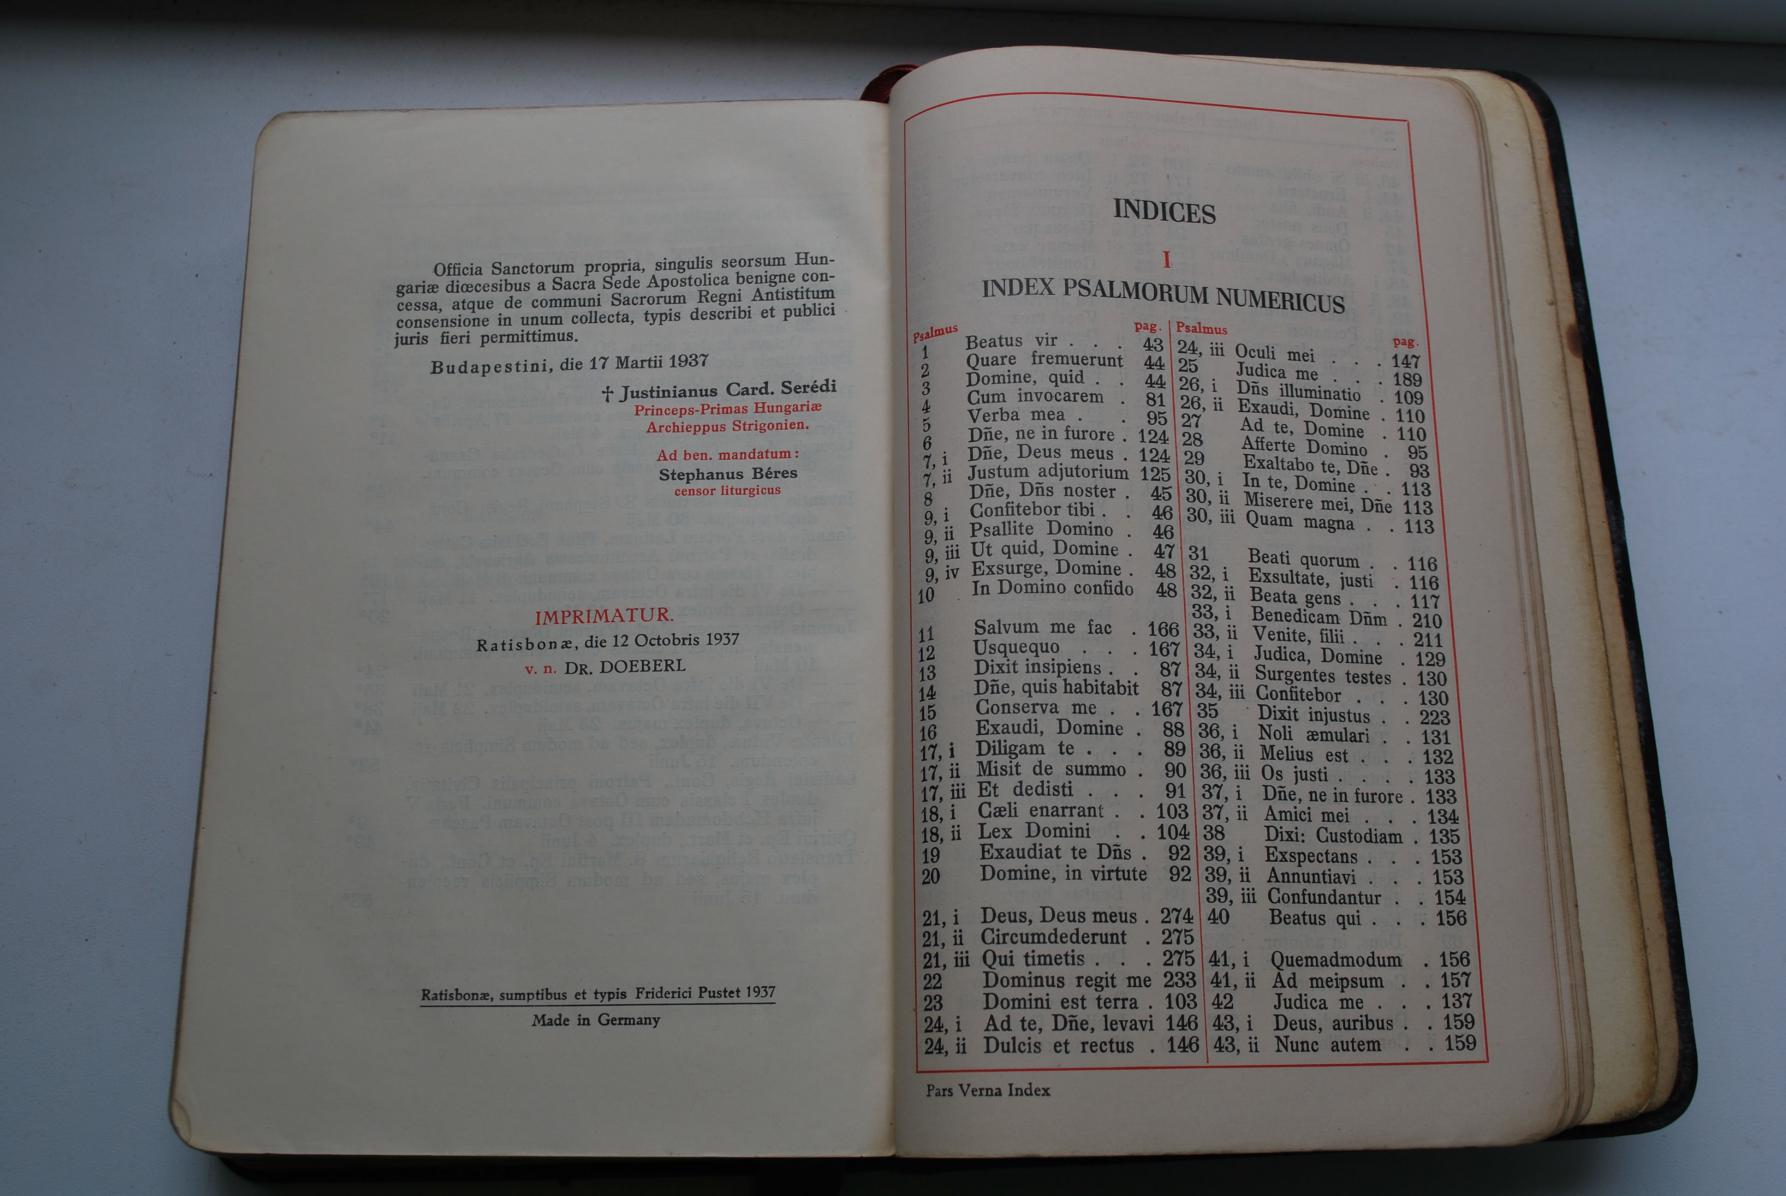 Officia Sanctorum propria, singulis seorsum Hun-
gariæ diœcesibus a Sacra Sede Apostolica benigne con-
cessa, atque de communi Sacrorum Regni Antistitum
consensione in unum collecta, typis describi et publici
juris fieri permittimus.
Budapestini, die 17 Martii 1937
† Justinianus Card. Serédi
Princeps-Primas Hungariæ
Archieppus Strigonien.
Ad ben. mandatum:
Stephanus Béres
censor liturgicus
IMPRIMATUR.
Ratisbonæ, die 12 Octobris 1937
v. n. DR. DOEBERL
Ratisbonæ, sumptibus et typis Friderici Pustet 1937
Made in Germany
INDICES
I
INDEX PSALMORUM NUMERICUS
Psalmus pag.
1 Beatus vir . . . 43
2 Quare fremuerunt 44
3 Domine, quid . . 44
4 Cum invocarem . 81
5 Verba mea . . 95
6 Dñe, ne in furore . 124
7, i Dñe, Deus meus . 124
7, ii Justum adjutorium 125
8 Dñe, Dñs noster . 45
9, i Confitebor tibi . . 46
9, ii Psallite Domino . 46
9, iii Ut quid, Domine . 47
9, iv Exsurge, Domine . 48
10 In Domino confido 48
11 Salvum me fac . 166
12 Usquequo . . . 167
13 Dixit insipiens . . 87
14 Dñe, quis habitabit 87
15 Conserva me . . 167
16 Exaudi, Domine . 88
17, i Diligam te . . . 89
17, ii Misit de summo . 90
17, iii Et dedisti . . . 91
18, i Cæli enarrant . . 103
18, ii Lex Domini . . 104
19 Exaudiat te Dñs . 92
20 Domine, in virtute 92
21, i Deus, Deus meus . 274
21, ii Circumdederunt . 275
21, iii Qui timetis . . . 275
22 Dominus regit me 233
23 Domini est terra . 103
24, i Ad te, Dñe, levavi 146
24, ii Dulcis et rectus . 146
Psalmus pag.
24, iii Oculi mei . . . 147
25 Judica me . . . 189
26, i Dñs illuminatio . 109
26, ii Exaudi, Domine . 110
27 Ad te, Domine . 110
28 Afferte Domino . 95
29 Exaltabo te, Dñe . 93
30, i In te, Domine . . 113
30, ii Miserere mei, Dñe 113
30, iii Quam magna . . 113
31 Beati quorum . . 116
32, i Exsultate, justi . 116
32, ii Beata gens . . . 117
33, i Benedicam Dñm . 210
33, ii Venite, filii . . . 211
34, i Judica, Domine . 129
34, ii Surgentes testes . 130
34, iii Confitebor . . . 130
35 Dixit injustus . . 223
36, i Noli æmulari . . 131
36, ii Melius est . . . 132
36, iii Os justi . . . . 133
37, i Dñe, ne in furore . 133
37, ii Amici mei . . . 134
38 Dixi: Custodiam . 135
39, i Exspectans . . . 153
39, ii Annuntiavi . . . 153
39, iii Confundantur . . 154
40 Beatus qui . . . 156
41, i Quemadmodum . 156
41, ii Ad meipsum . . 157
42 Judica me . . . 137
43, i Deus, auribus . . 159
43, ii Nunc autem . . 159
Pars Verna Index